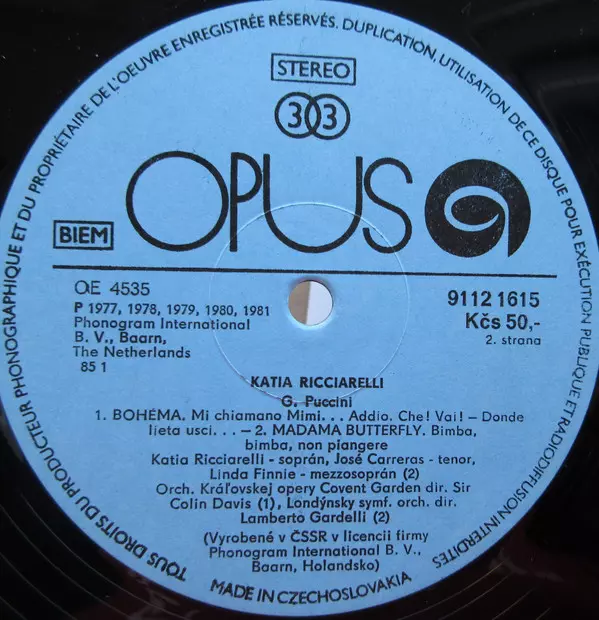 TOUS DROITS DU PRODUCTEUR PHONOGRAPHIQUE ET DU PROPRIÉTAIRE DE L'OEUVRE ENREGISTRÉE RÉSERVÉS. DUPLICATION, UTILISATION DE CE DISQUE POUR EXÉCUTION PUBLIQUE ET RADIODIFFUSION INTERDITES
STEREO
33
OPUS
BIEM
OE 4535
P 1977, 1978, 1979, 1980, 1981
Phonogram International
B. V., Baarn,
The Netherlands
85 1
9112 1615
Kčs 50,-
2. strana
KATIA RICCIARELLI
G. Puccini
1. BOHÉMA. Mi chiamano Mimi... Addio. Che! Vai! – Donde
lieta usci... – 2. MADAMA BUTTERFLY. Bimba,
bimba, non piangere
Katia Ricciarelli - soprán, José Carreras - tenor,
Linda Finnie - mezzosoprán (2)
Orch. Kráľovskej opery Covent Garden dir. Sir
Colin Davis (1), Londýnsky symf. orch. dir.
Lamberto Gardelli (2)
(Vyrobené v ČSSR v licencii firmy
Phonogram International B. V.,
Baarn, Holandsko)
MADE IN CZECHOSLOVAKIA